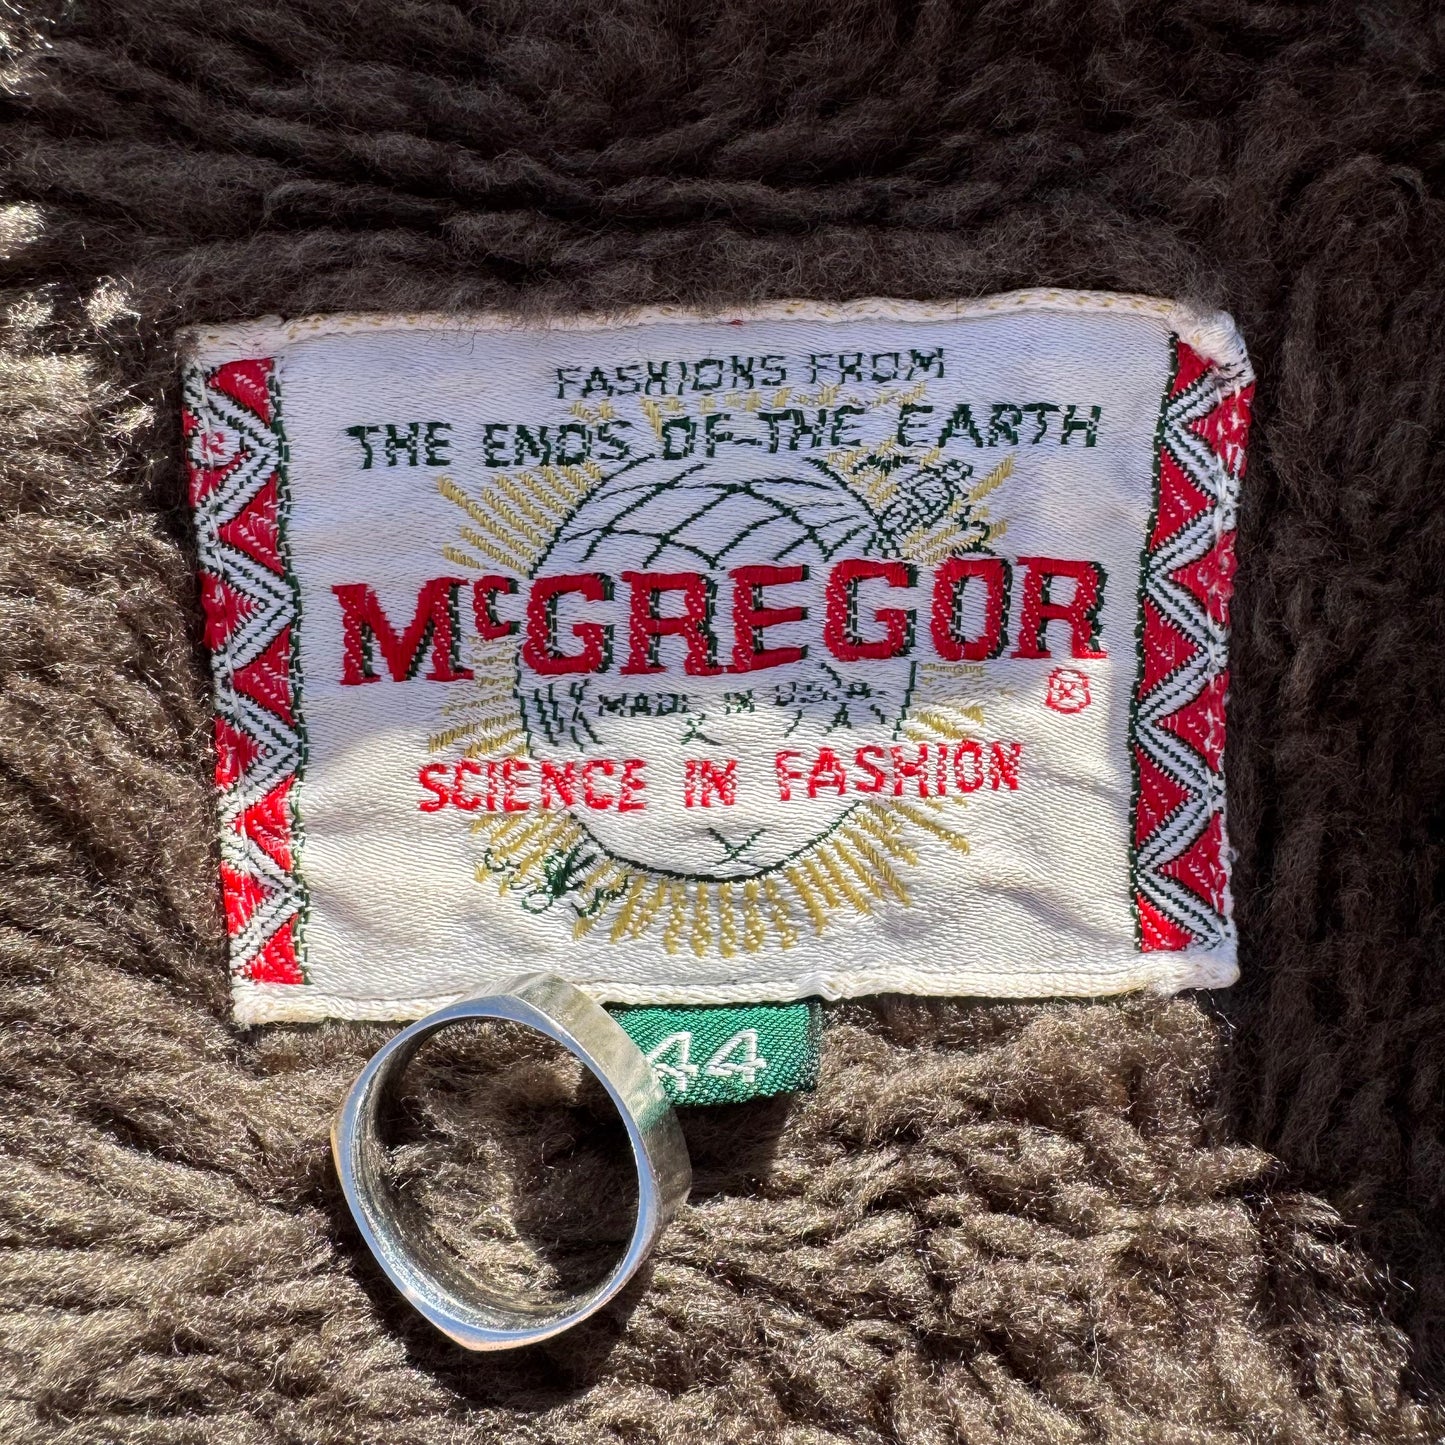 FASHIONS FROM
THE ENDS OF THE EARTH
McGREGOR
MADE IN U.S.A.
SCIENCE IN FASHION
44